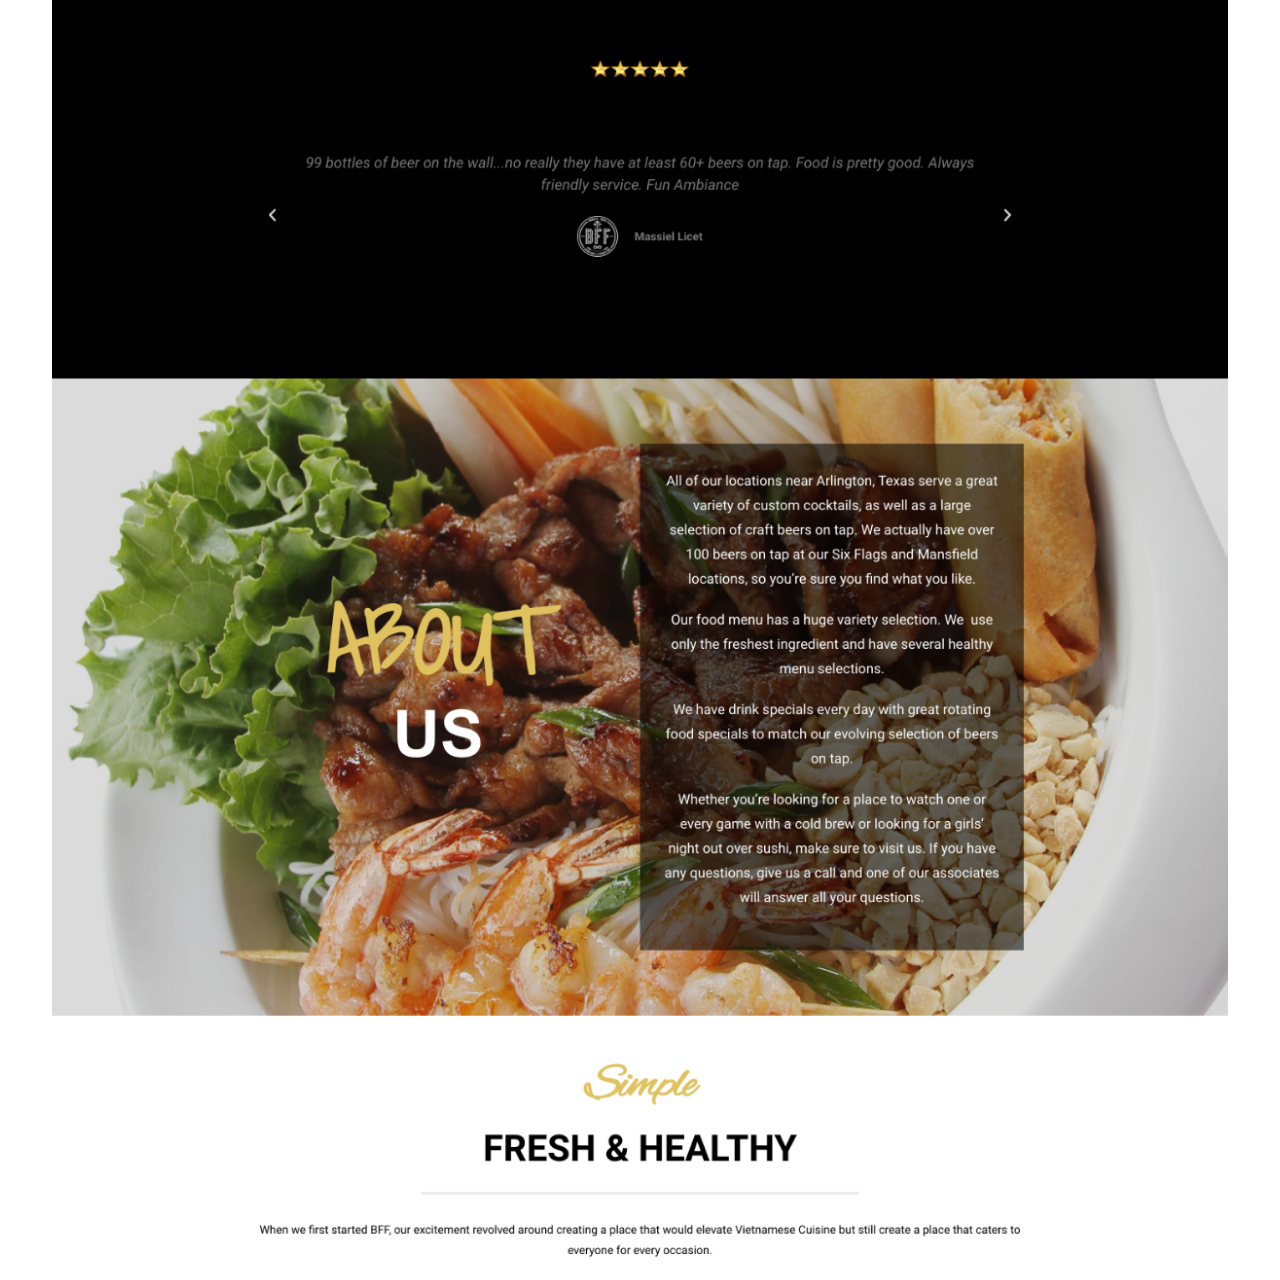 99 bottles of beer on the wall...no really they have at least 60+ beers on tap. Food is pretty good. Always
friendly service. Fun Ambiance
BFF
Massiel Licet
ABOUT
US
All of our locations near Arlington, Texas serve a great
variety of custom cocktails, as well as a large
selection of craft beers on tap. We actually have over
100 beers on tap at our Six Flags and Mansfield
locations, so you're sure you find what you like.
Our food menu has a huge variety selection. We  use
only the freshest ingredient and have several healthy
menu selections.
We have drink specials every day with great rotating
food specials to match our evolving selection of beers
on tap.
Whether you're looking for a place to watch one or
every game with a cold brew or looking for a girls'
night out over sushi, make sure to visit us. If you have
any questions, give us a call and one of our associates
will answer all your questions.
Simple
FRESH & HEALTHY
When we first started BFF, our excitement revolved around creating a place that would elevate Vietnamese Cuisine but still create a place that caters to
everyone for every occasion.